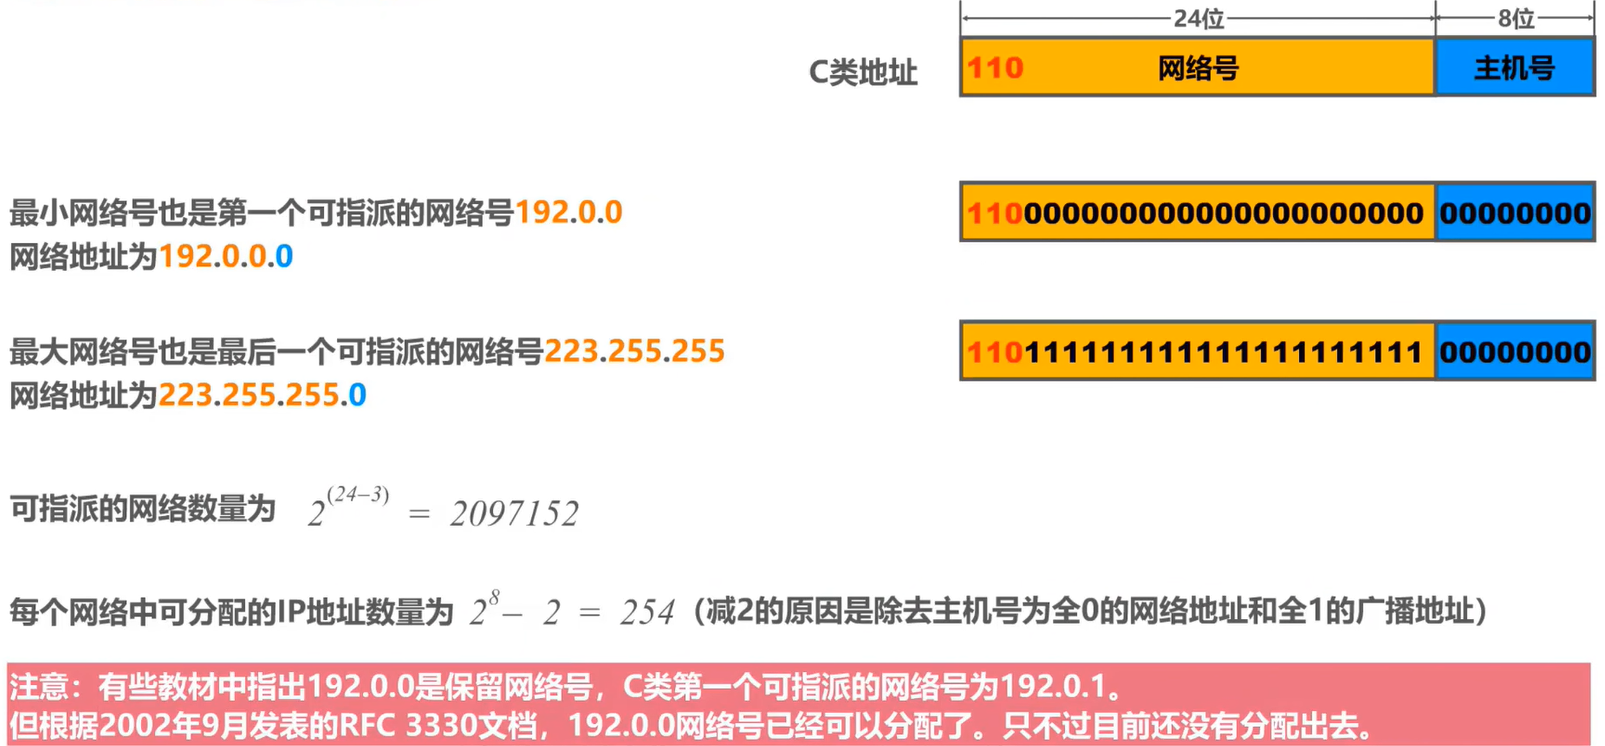 24位 8位
C类地址 110 网络号 主机号
最小网络号也是第一个可指派的网络号192.0.0
网络地址为192.0.0.0
110000000000000000000000 00000000
最大网络号也是最后一个可指派的网络号223.255.255
网络地址为223.255.255.0
110111111111111111111111 00000000
可指派的网络数量为 2^(24-3) = 2097152
每个网络中可分配的IP地址数量为 2^8 - 2 = 254（减2的原因是除去主机号为全0的网络地址和全1的广播地址）
注意：有些教材中指出192.0.0是保留网络号，C类第一个可指派的网络号为192.0.1。
但根据2002年9月发表的RFC 3330文档，192.0.0网络号已经可以分配了。只不过目前还没有分配出去。